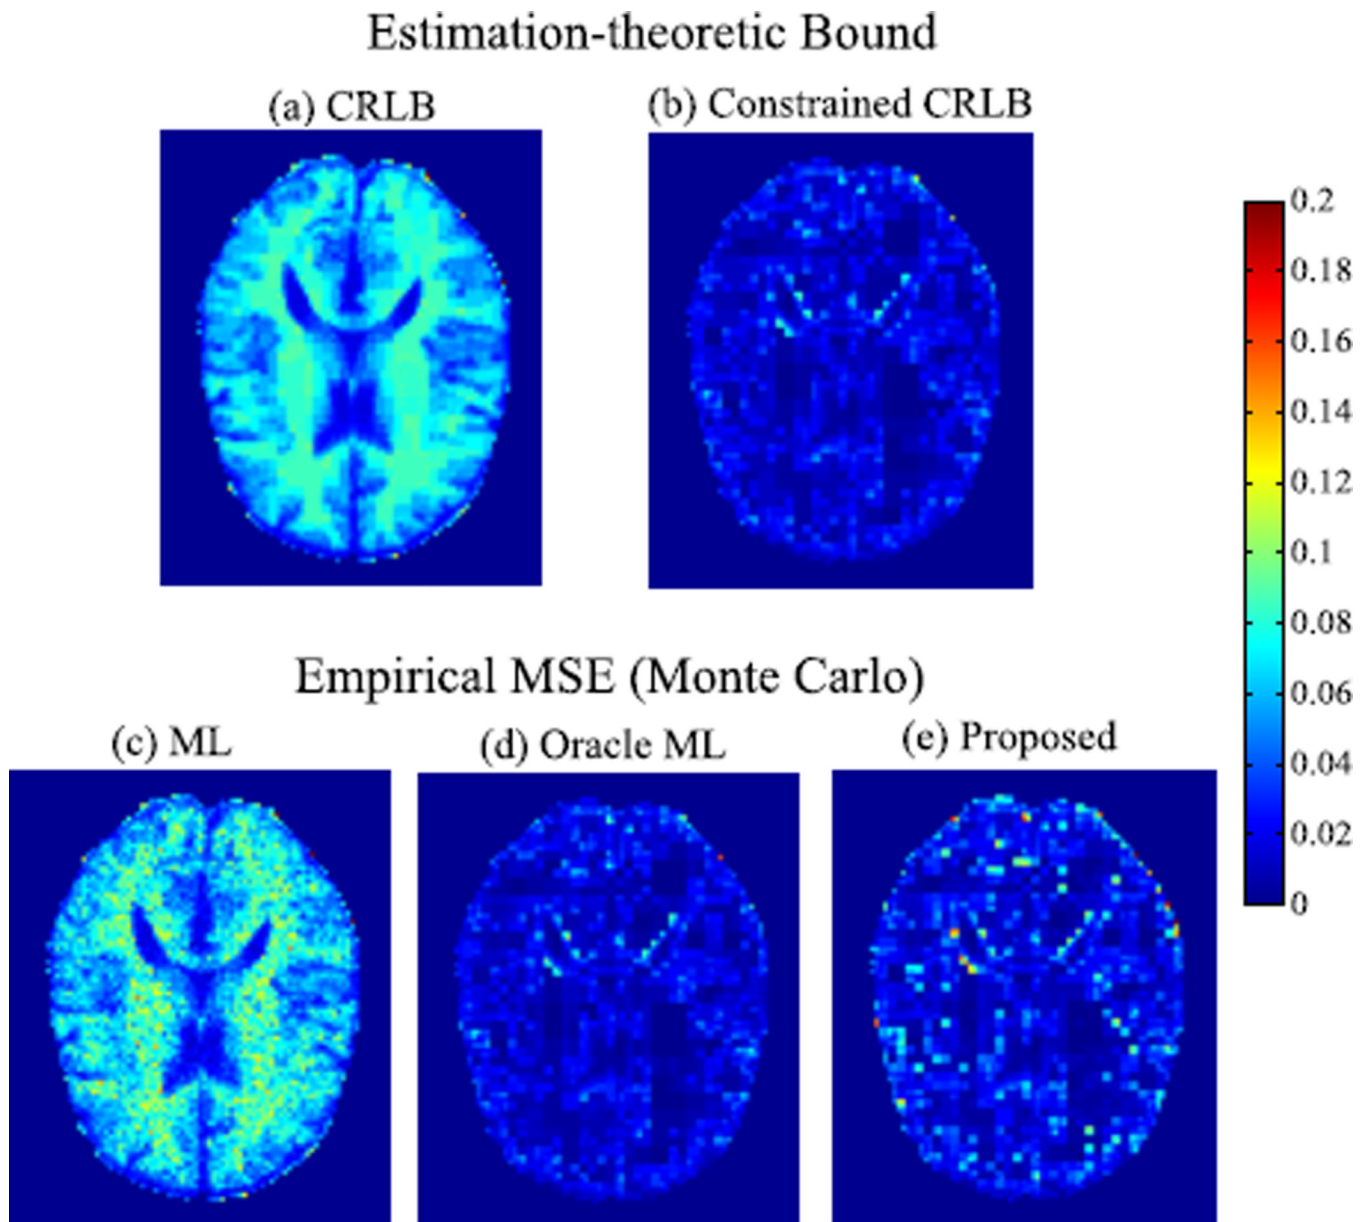 Estimation-theoretic Bound
(a) CRLB
(b) Constrained CRLB
0.2
0.18
0.16
0.14
0.12
0.1
0.08
0.06
0.04
0.02
0
Empirical MSE (Monte Carlo)
(c) ML
(d) Oracle ML
(e) Proposed